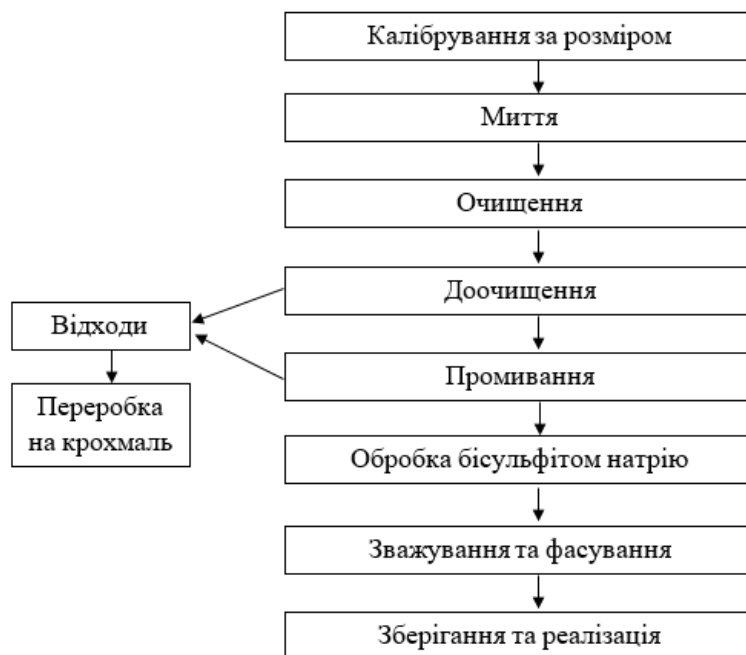 Калібрування за розміром
Миття
Очищення
Доочищення
Відходи
Промивання
Переробка
на крохмаль
Обробка бісульфітом натрію
Зважування та фасування
Зберігання та реалізація